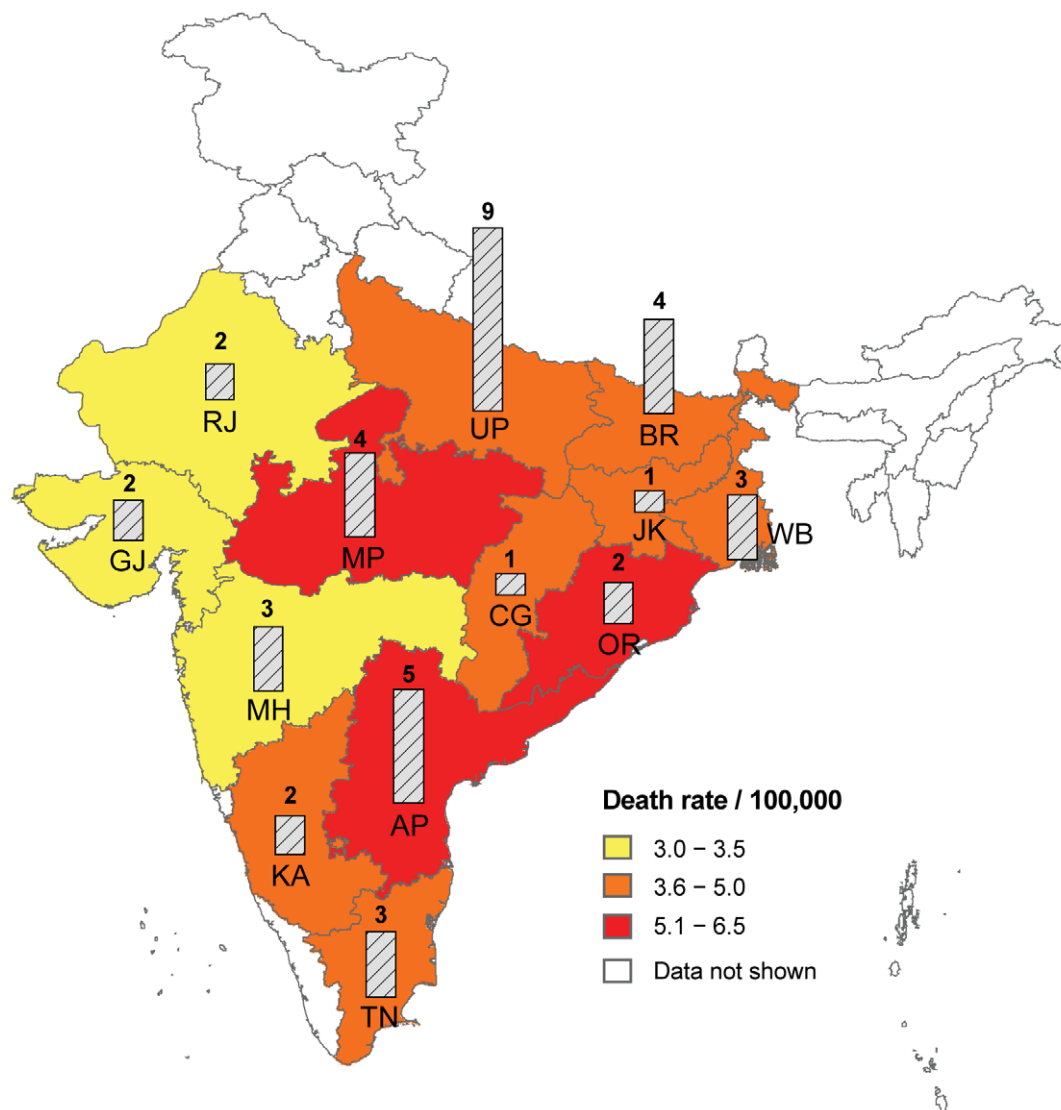 9
4
2
RJ
UP
BR
4
1
3
2
JK
WB
GJ
MP
1
2
CG
OR
3
5
MH
2
AP
KA
3
TN
Death rate / 100,000
3.0 – 3.5
3.6 – 5.0
5.1 – 6.5
Data not shown